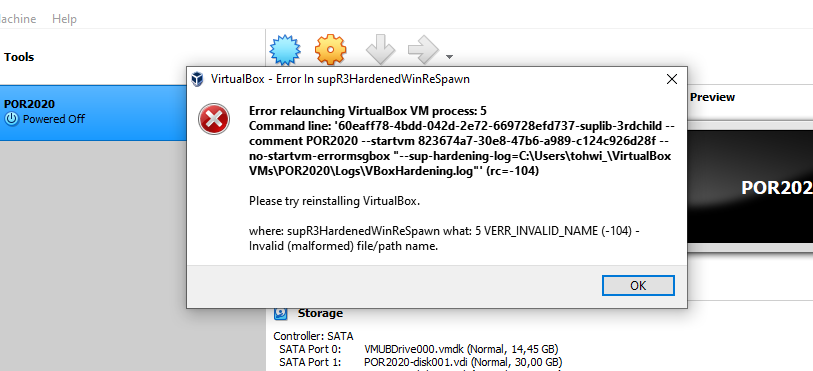 Machine Help
Tools
VirtualBox - Error In supR3HardenedWinReSpawn
POR2020
Powered Off
Preview
Error relaunching VirtualBox VM process: 5
Command line: '60eaff78-4bdd-042d-2e72-669728efd737-suplib-3rdchild --
comment POR2020 --startvm 823674a7-30e8-47b6-a989-c124c926d28f --
no-startvm-errormsgbox "--sup-hardening-log=C:\Users\tohwi_\VirtualBox
VMs\POR2020\Logs\VBoxHardening.log"' (rc=-104)
Please try reinstalling VirtualBox.
where: supR3HardenedWinReSpawn what: 5 VERR_INVALID_NAME (-104) -
Invalid (malformed) file/path name.
POR202
OK
Storage
Controller: SATA
SATA Port 0: VMUBDrive000.vmdk (Normal, 14,45 GB)
SATA Port 1: POR2020-disk001.vdi (Normal, 30,00 GB)